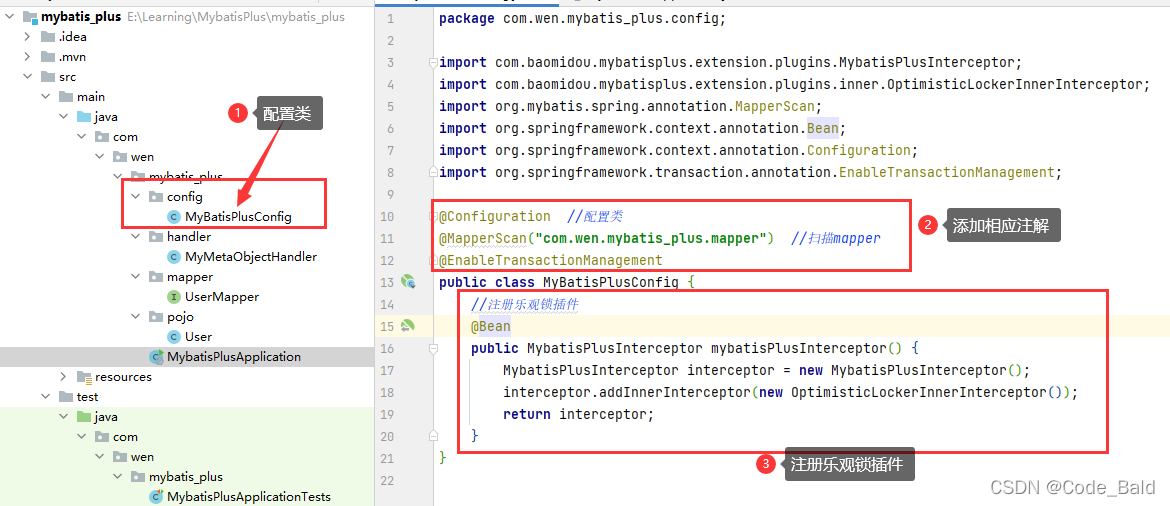 mybatis_plus E:\Learning\MybatisPlus\mybatis_plus
.idea
.mvn
src
main
java
com
wen
mybatis_plus
config
MyBatisPlusConfig
handler
MyMetaObjectHandler
mapper
UserMapper
pojo
User
MybatisPlusApplication
resources
test
java
com
wen
mybatis_plus
MybatisPlusApplicationTests
1 配置类
1 package com.wen.mybatis_plus.config;
2
3 import com.baomidou.mybatisplus.extension.plugins.MybatisPlusInterceptor;
4 import com.baomidou.mybatisplus.extension.plugins.inner.OptimisticLockerInnerInterceptor;
5 import org.mybatis.spring.annotation.MapperScan;
6 import org.springframework.context.annotation.Bean;
7 import org.springframework.context.annotation.Configuration;
8 import org.springframework.transaction.annotation.EnableTransactionManagement;
9
10 @Configuration //配置类
11 @MapperScan("com.wen.mybatis_plus.mapper") //扫描mapper
12 @EnableTransactionManagement
2 添加相应注解
13 public class MyBatisPlusConfig {
14 //注册乐观锁插件
15 @Bean
16 public MybatisPlusInterceptor mybatisPlusInterceptor() {
17 MybatisPlusInterceptor interceptor = new MybatisPlusInterceptor();
18 interceptor.addInnerInterceptor(new OptimisticLockerInnerInterceptor());
19 return interceptor;
20 }
21 }
22
3 注册乐观锁插件
CSDN @Code_Bald